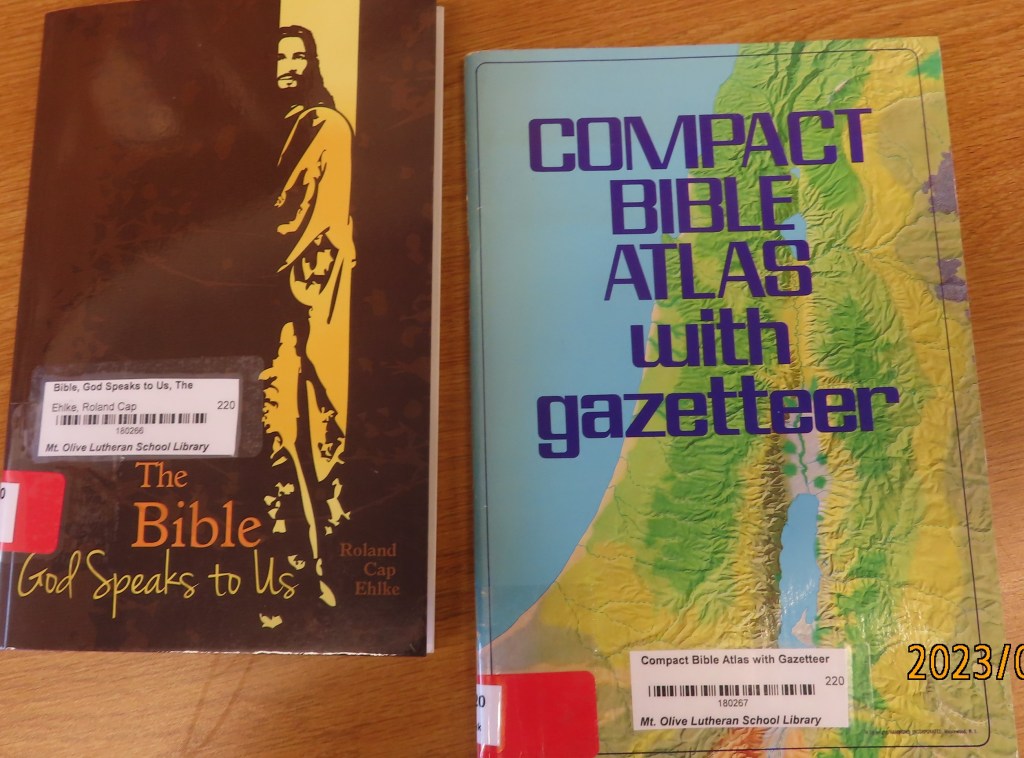 Bible, God Speaks to Us, The
Ehlke, Roland Cap 220
180266
Mt. Olive Lutheran School Library
0
The
Bible
God Speaks to Us
Roland
Cap
Ehlke
COMPACT
BIBLE
ATLAS
with
gazetteer
Compact Bible Atlas with Gazetteer
220
180267
Mt. Olive Lutheran School Library
20
k
2023/0